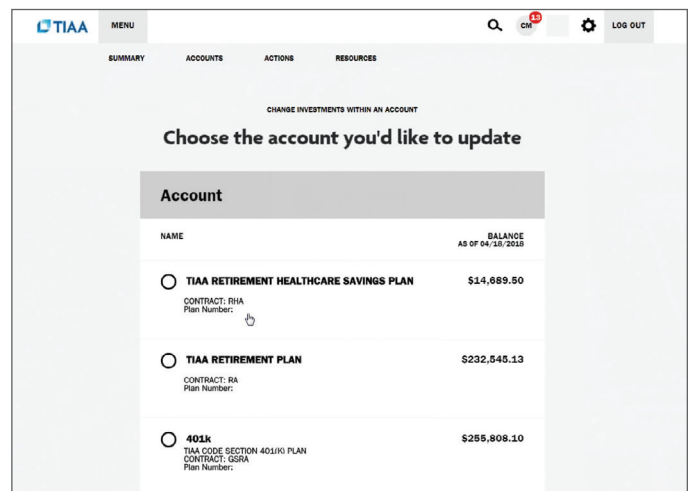 TIAA MENU CM 13 LOG OUT
SUMMARY ACCOUNTS ACTIONS RESOURCES
CHANGE INVESTMENTS WITHIN AN ACCOUNT
Choose the account you'd like to update
Account
NAME BALANCE
AS OF 04/18/2018
TIAA RETIREMENT HEALTHCARE SAVINGS PLAN $14,689.50
CONTRACT: RHA
Plan Number:
TIAA RETIREMENT PLAN $232,545.13
CONTRACT: RA
Plan Number:
401k $255,808.10
TIAA CODE SECTION 401(K) PLAN
CONTRACT: GSRA
Plan Number: